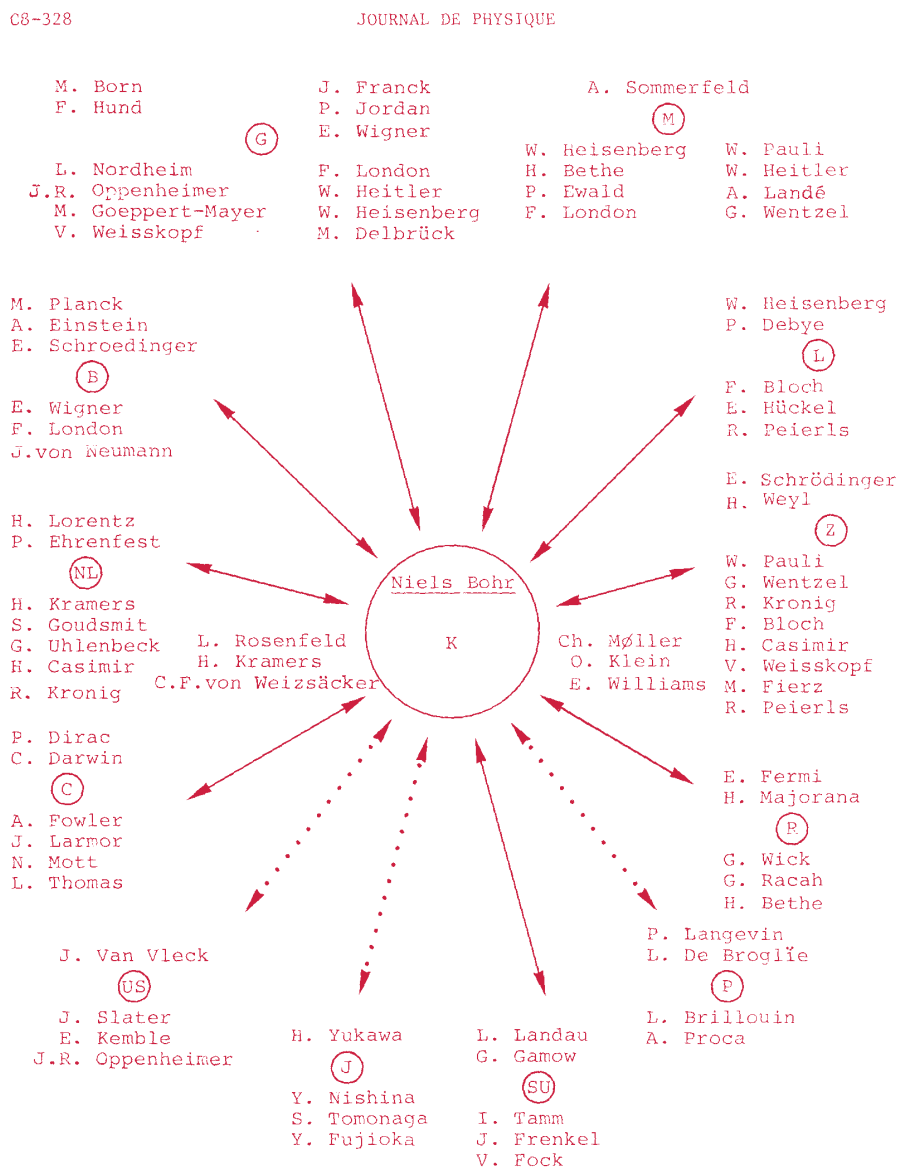 C8-328
JOURNAL DE PHYSIQUE
M. Born
F. Hund
J. Franck
P. Jordan
E. Wigner
G
L. Nordheim
J.R. Oppenheimer
M. Goeppert-Mayer
V. Weisskopf
F. London
W. Heitler
W. Heisenberg
M. Delbrück
A. Sommerfeld
M
W. Heisenberg
H. Bethe
P. Ewald
F. London
W. Pauli
W. Heitler
A. Landé
G. Wentzel
M. Planck
A. Einstein
E. Schroedinger
B
E. Wigner
F. London
J.von Neumann
W. Heisenberg
P. Debye
L
F. Bloch
E. Hückel
R. Peierls
H. Lorentz
P. Ehrenfest
NL
H. Kramers
S. Goudsmit
G. Uhlenbeck
H. Casimir
R. Kronig
E. Schrödinger
H. Weyl
Z
W. Pauli
G. Wentzel
R. Kronig
F. Bloch
H. Casimir
V. Weisskopf
M. Fierz
R. Peierls
Niels Bohr
K
L. Rosenfeld
H. Kramers
C.F.von Weizsäcker
Ch. Møller
O. Klein
E. Williams
P. Dirac
C. Darwin
C
A. Fowler
J. Larmor
N. Mott
L. Thomas
E. Fermi
H. Majorana
R
G. Wick
G. Racah
H. Bethe
J. Van Vleck
US
J. Slater
E. Kemble
J.R. Oppenheimer
H. Yukawa
J
Y. Nishina
S. Tomonaga
Y. Fujioka
L. Landau
G. Gamow
SU
I. Tamm
J. Frenkel
V. Fock
P. Langevin
L. De Broglïe
P
L. Brillouin
A. Proca